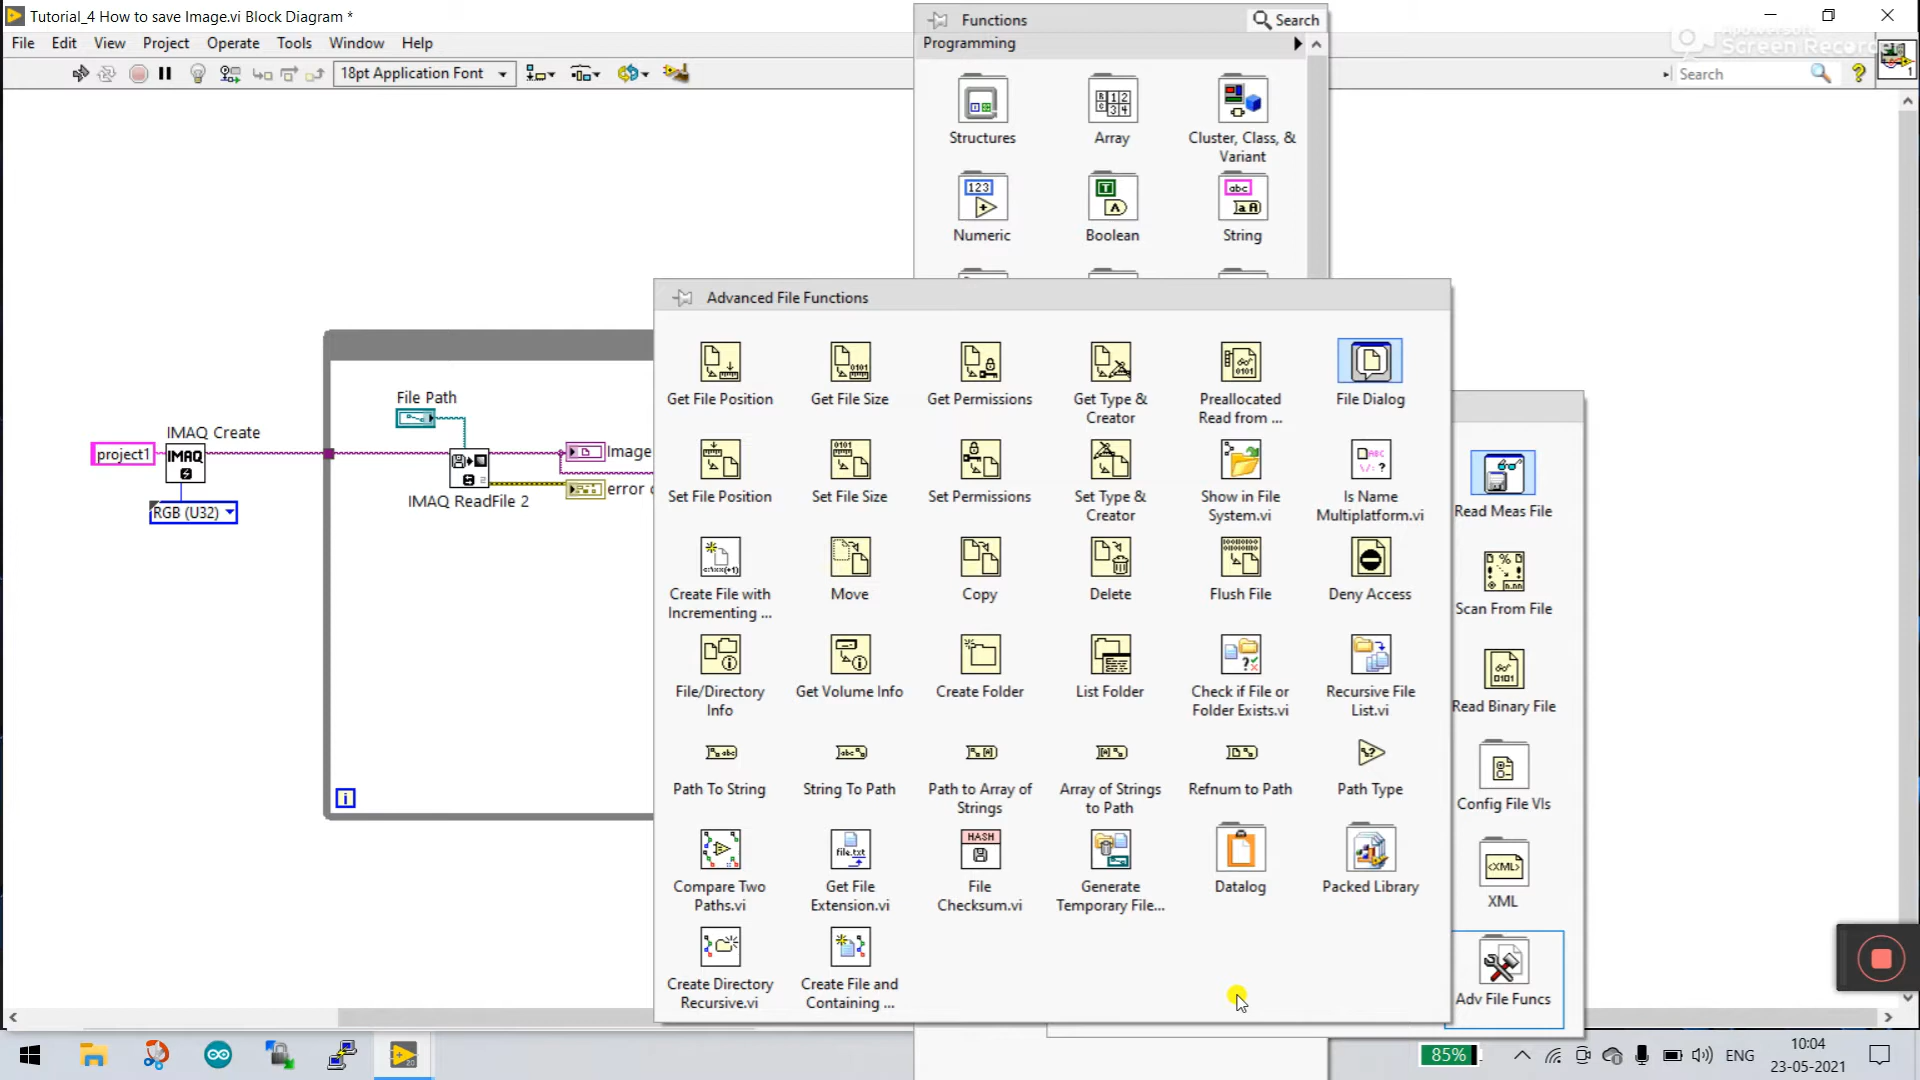 Tutorial_4 How to save Image.vi Block Diagram *
File Edit View Project Operate Tools Window Help
18pt Application Font
Search
1
Screen Recorde
Functions
Search
Programming
Structures
Array
Cluster, Class, &
Variant
Numeric
Boolean
String
Advanced File Functions
Get File Position
Get File Size
Get Permissions
Get Type &
Creator
Preallocated
Read from ...
File Dialog
Set File Position
Set File Size
Set Permissions
Set Type &
Creator
Show in File
System.vi
Is Name
Multiplatform.vi
Create File with
Incrementing ...
Move
Copy
Delete
Flush File
Deny Access
File/Directory
Info
Get Volume Info
Create Folder
List Folder
Check if File or
Folder Exists.vi
Recursive File
List.vi
Path To String
String To Path
Path to Array of
Strings
Array of Strings
to Path
Refnum to Path
Path Type
Compare Two
Paths.vi
Get File
Extension.vi
File
Checksum.vi
Generate
Temporary File...
Datalog
Packed Library
Create Directory
Recursive.vi
Create File and
Containing ...
Read Meas File
Scan From File
Read Binary File
Config File VIs
XML
Adv File Funcs
File Path
IMAQ Create
project1
IMAQ
RGB (U32)
IMAQ ReadFile 2
Image
error
i
85%
ENG
10:04
23-05-2021